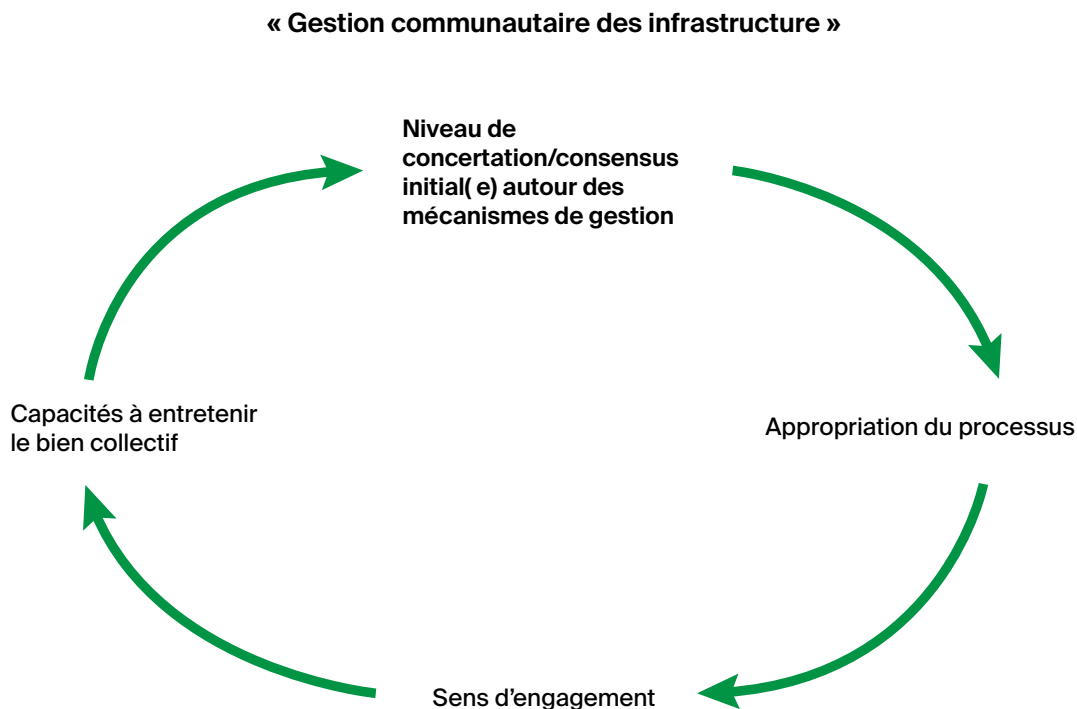 « Gestion communautaire des infrastructure »
Niveau de
concertation/consensus
initial( e) autour des
mécanismes de gestion
Capacités à entretenir
le bien collectif
Appropriation du processus
Sens d’engagement